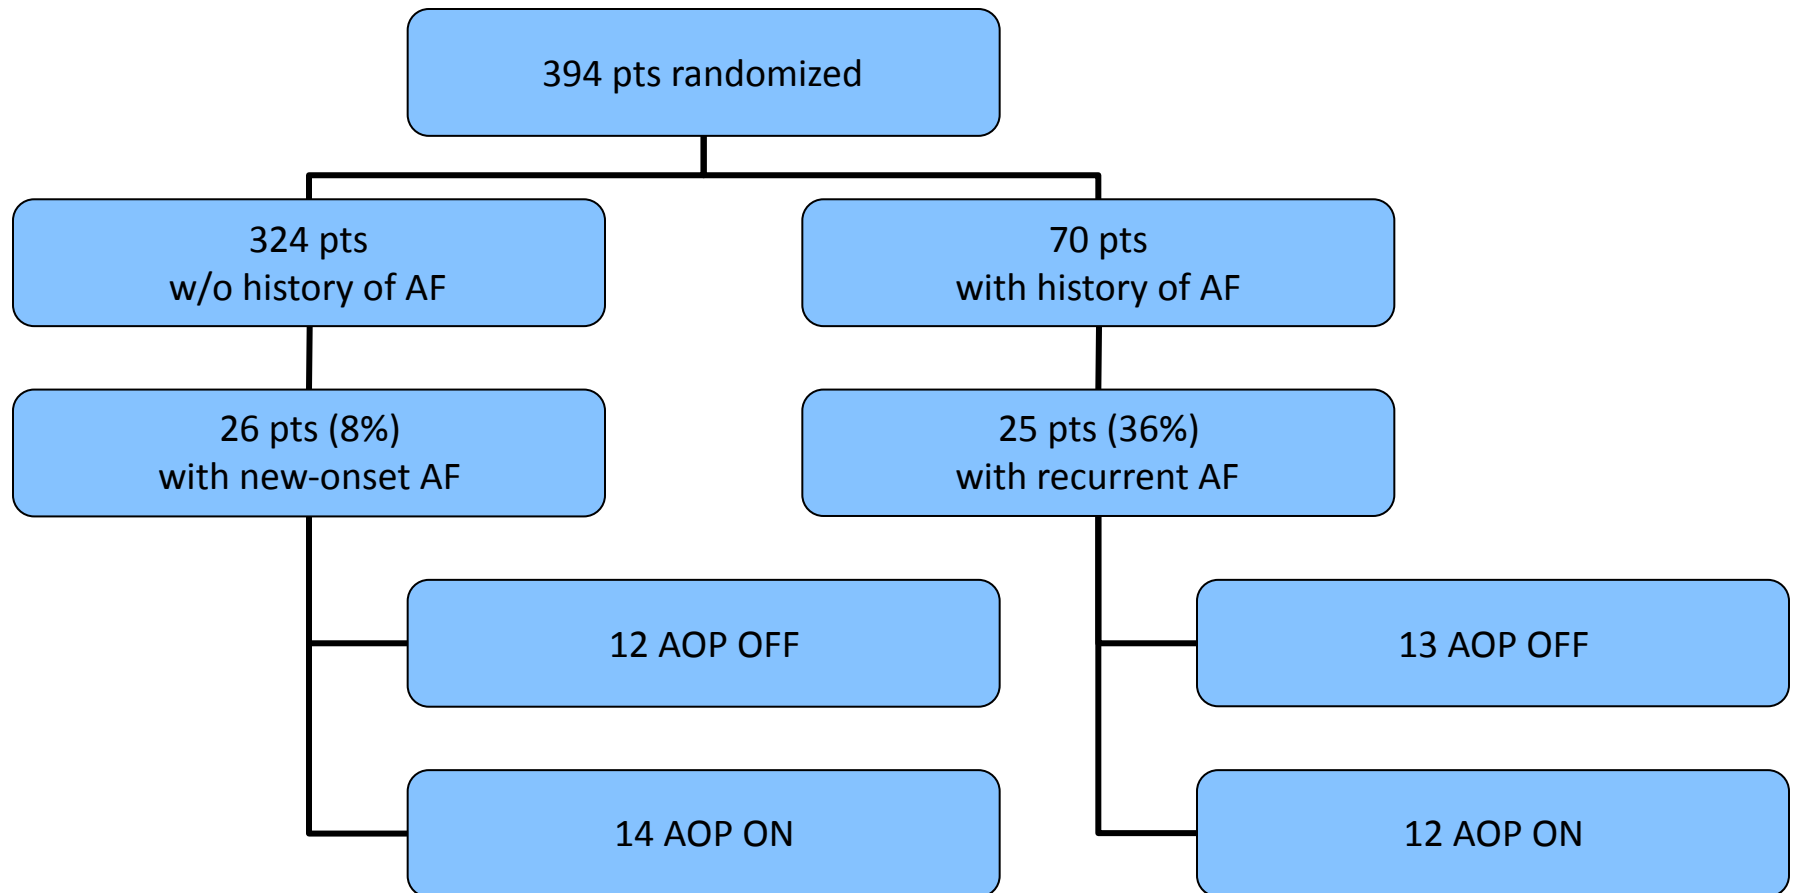 394 pts randomized
324 pts
w/o history of AF
70 pts
with history of AF
26 pts (8%)
with new-onset AF
25 pts (36%)
with recurrent AF
12 AOP OFF
13 AOP OFF
14 AOP ON
12 AOP ON